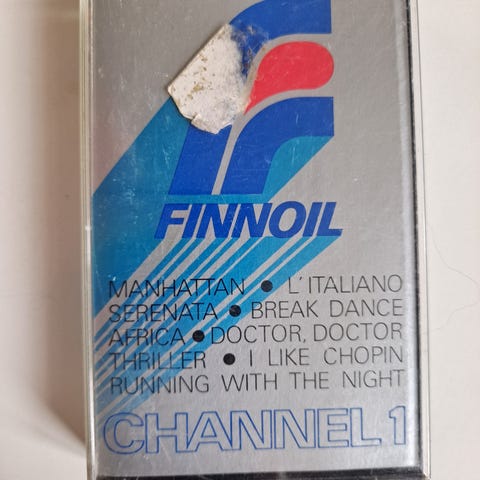 FINNOIL
MANHATTAN • L'ITALIANO
SERENATA • BREAK DANCE
AFRICA • DOCTOR, DOCTOR
THRILLER • I LIKE CHOPIN
RUNNING WITH THE NIGHT
CHANNEL 1